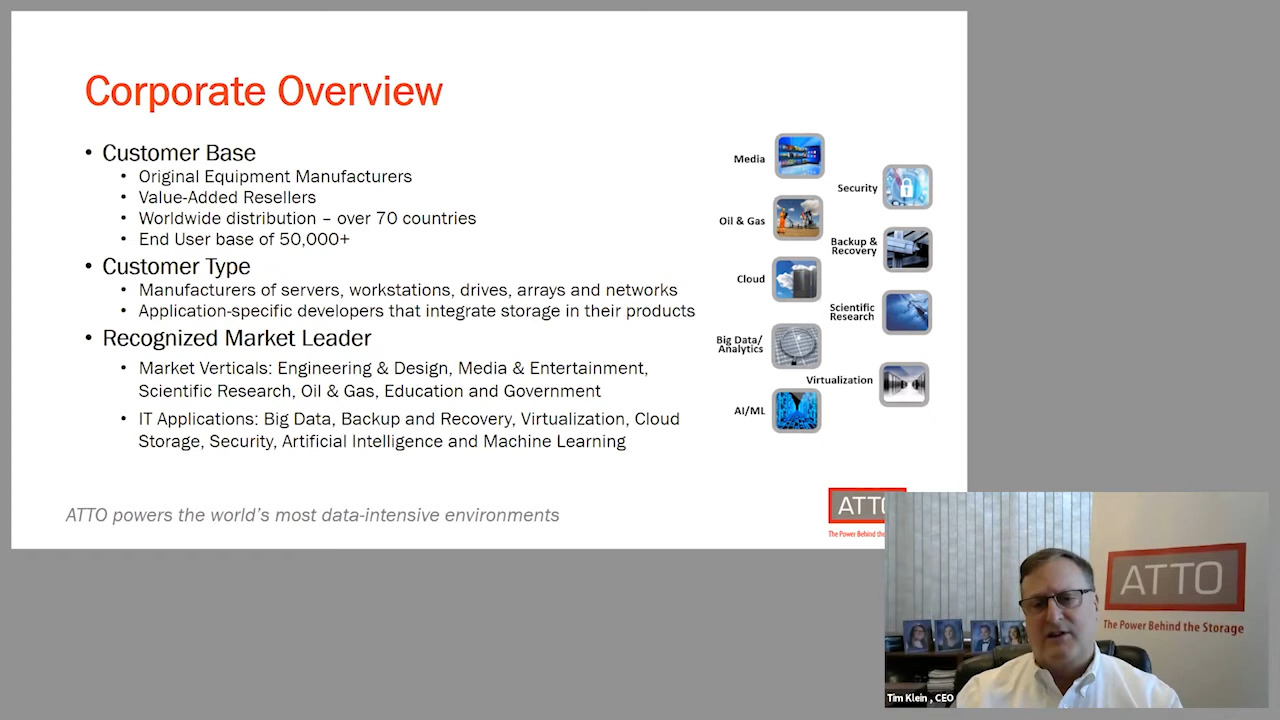 Corporate Overview
• Customer Base
• Original Equipment Manufacturers
• Value-Added Resellers
• Worldwide distribution – over 70 countries
• End User base of 50,000+
• Customer Type
• Manufacturers of servers, workstations, drives, arrays and networks
• Application-specific developers that integrate storage in their products
• Recognized Market Leader
• Market Verticals: Engineering & Design, Media & Entertainment,
Scientific Research, Oil & Gas, Education and Government
• IT Applications: Big Data, Backup and Recovery, Virtualization, Cloud
Storage, Security, Artificial Intelligence and Machine Learning
Media
Security
Oil & Gas
Backup &
Recovery
Cloud
Scientific
Research
Big Data/
Analytics
Virtualization
AI/ML
ATTO powers the world's most data-intensive environments
ATTO
The Power Behind the
ATTO
The Power Behind the Storage
Tim Klein , CEO